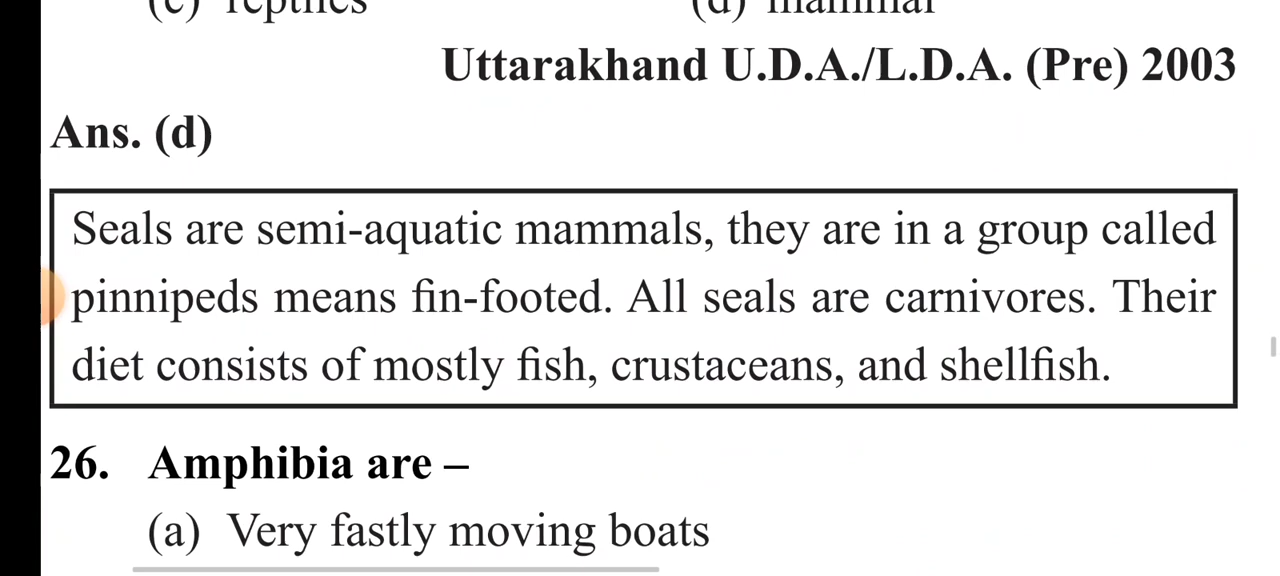 (c) reptiles (d) mammal
Uttarakhand U.D.A./L.D.A. (Pre) 2003
Ans. (d)
Seals are semi-aquatic mammals, they are in a group called
pinnipeds means fin-footed. All seals are carnivores. Their
diet consists of mostly fish, crustaceans, and shellfish.
26. Amphibia are –
(a) Very fastly moving boats